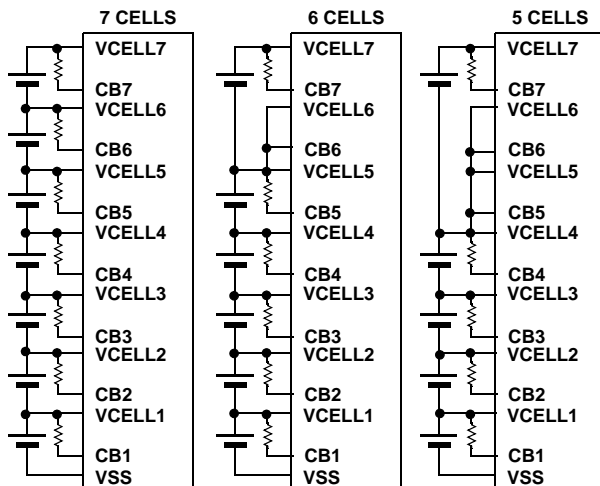 7 CELLS
VCELL7
CB7
VCELL6
CB6
VCELL5
CB5
VCELL4
CB4
VCELL3
CB3
VCELL2
CB2
VCELL1
CB1
VSS
6 CELLS
VCELL7
CB7
VCELL6
CB6
VCELL5
CB5
VCELL4
CB4
VCELL3
CB3
VCELL2
CB2
VCELL1
CB1
VSS
5 CELLS
VCELL7
CB7
VCELL6
CB6
VCELL5
CB5
VCELL4
CB4
VCELL3
CB3
VCELL2
CB2
VCELL1
CB1
VSS